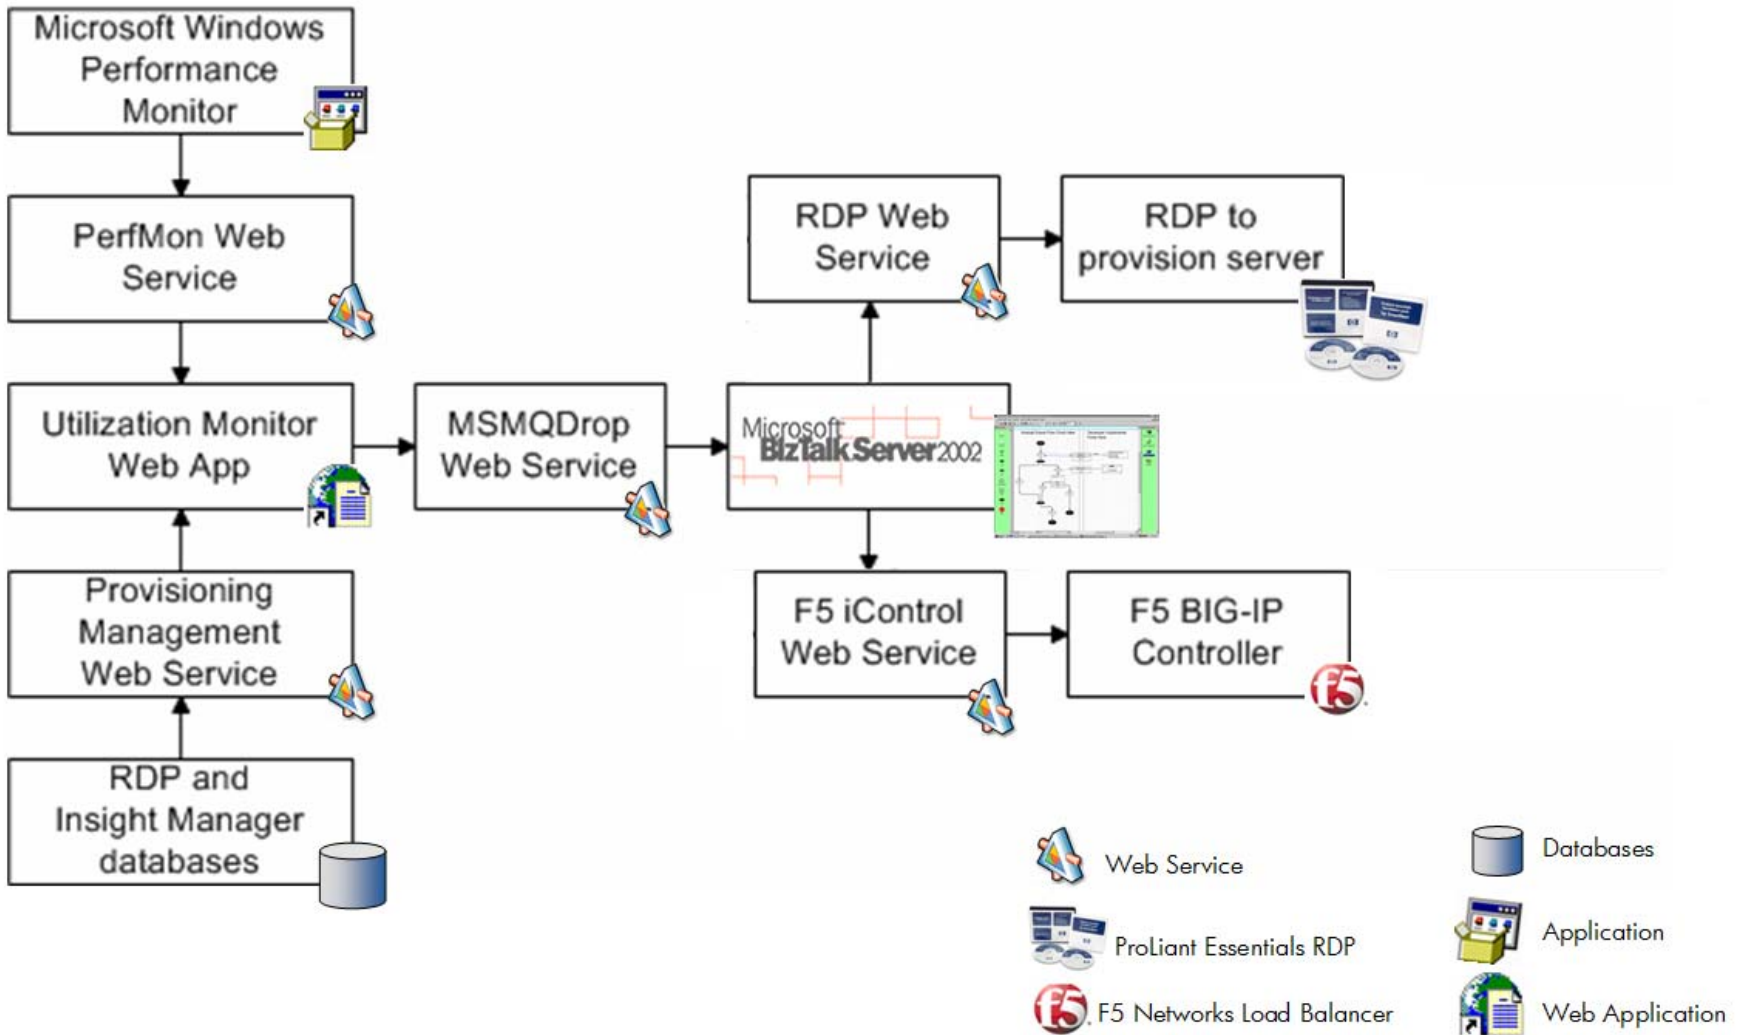 Microsoft Windows
Performance
Monitor
PerfMon Web
Service
Utilization Monitor
Web App
Provisioning
Management
Web Service
RDP and
Insight Manager
databases
MSMQDrop
Web Service
Microsoft
BizTalk Server 2002
RDP Web
Service
RDP to
provision server
F5 iControl
Web Service
F5 BIG-IP
Controller
f5
Web Service
ProLiant Essentials RDP
f5
F5 Networks Load Balancer
Databases
Application
Web Application